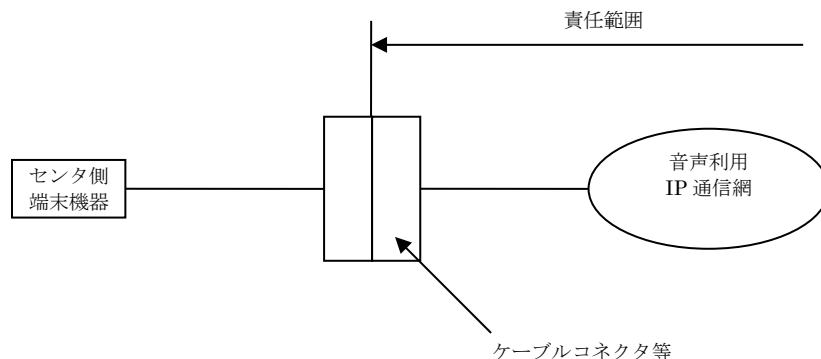 責任範囲
センタ側
端末機器
音声利用
IP 通信網
ケーブルコネクタ等